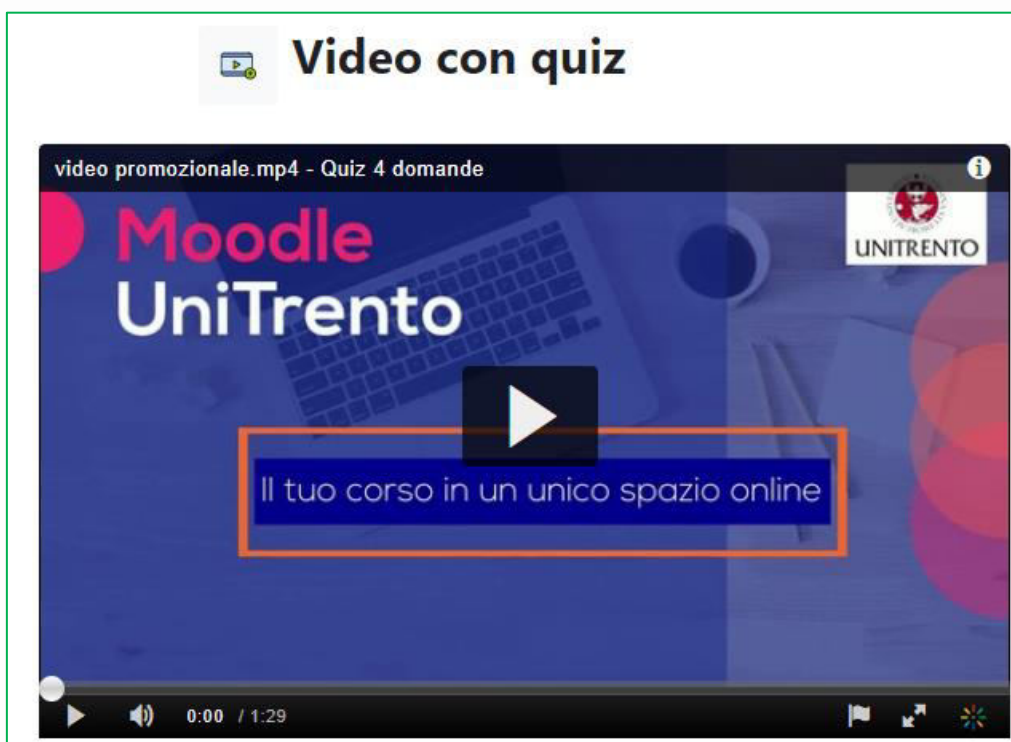 Video con quiz
video promozionale.mp4 - Quiz 4 domande
Moodle
UniTrento
UNITRENTO
Il tuo corso in un unico spazio online
0:00 / 1:29